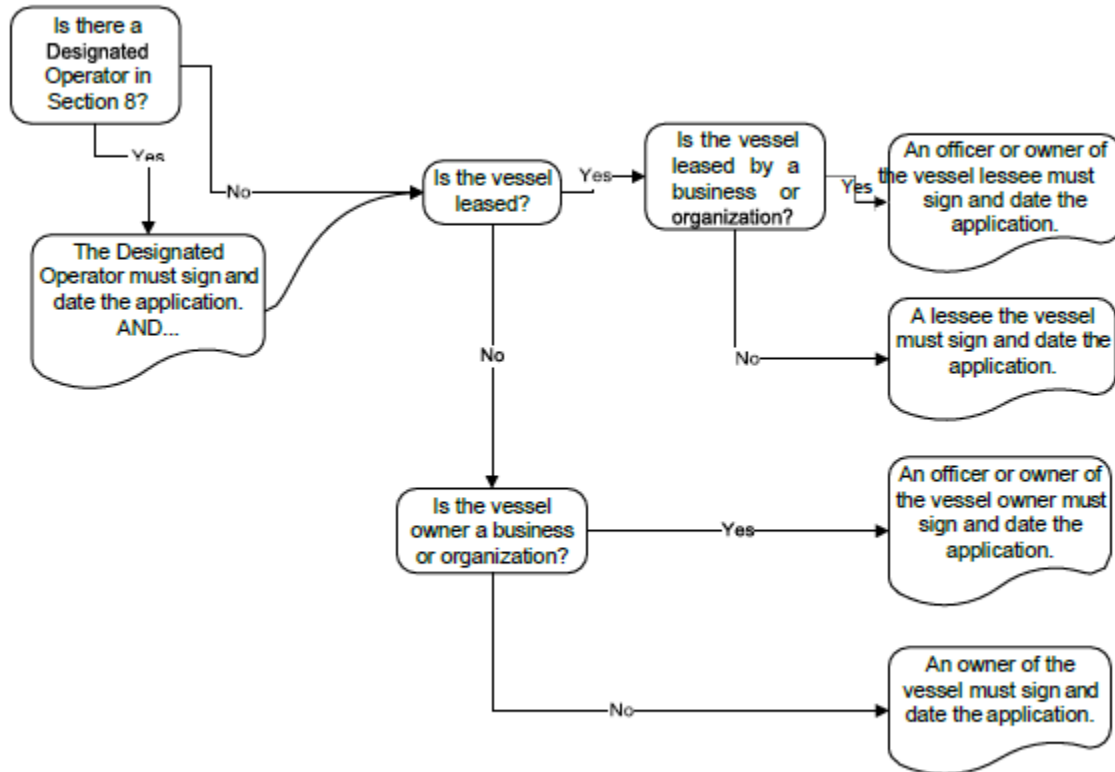 Is there a
Designated
Operator in
Section 8?
Yes
No
The Designated
Operator must sign and
date the application.
AND...
Is the vessel
leased?
Yes
No
Is the vessel
leased by a
business or
organization?
Yes
No
An officer or owner of
the vessel lessee must
sign and date the
application.
A lessee the vessel
must sign and date the
application.
Is the vessel
owner a business
or organization?
Yes
No
An officer or owner of
the vessel owner must
sign and date the
application.
An owner of the
vessel must sign and
date the application.